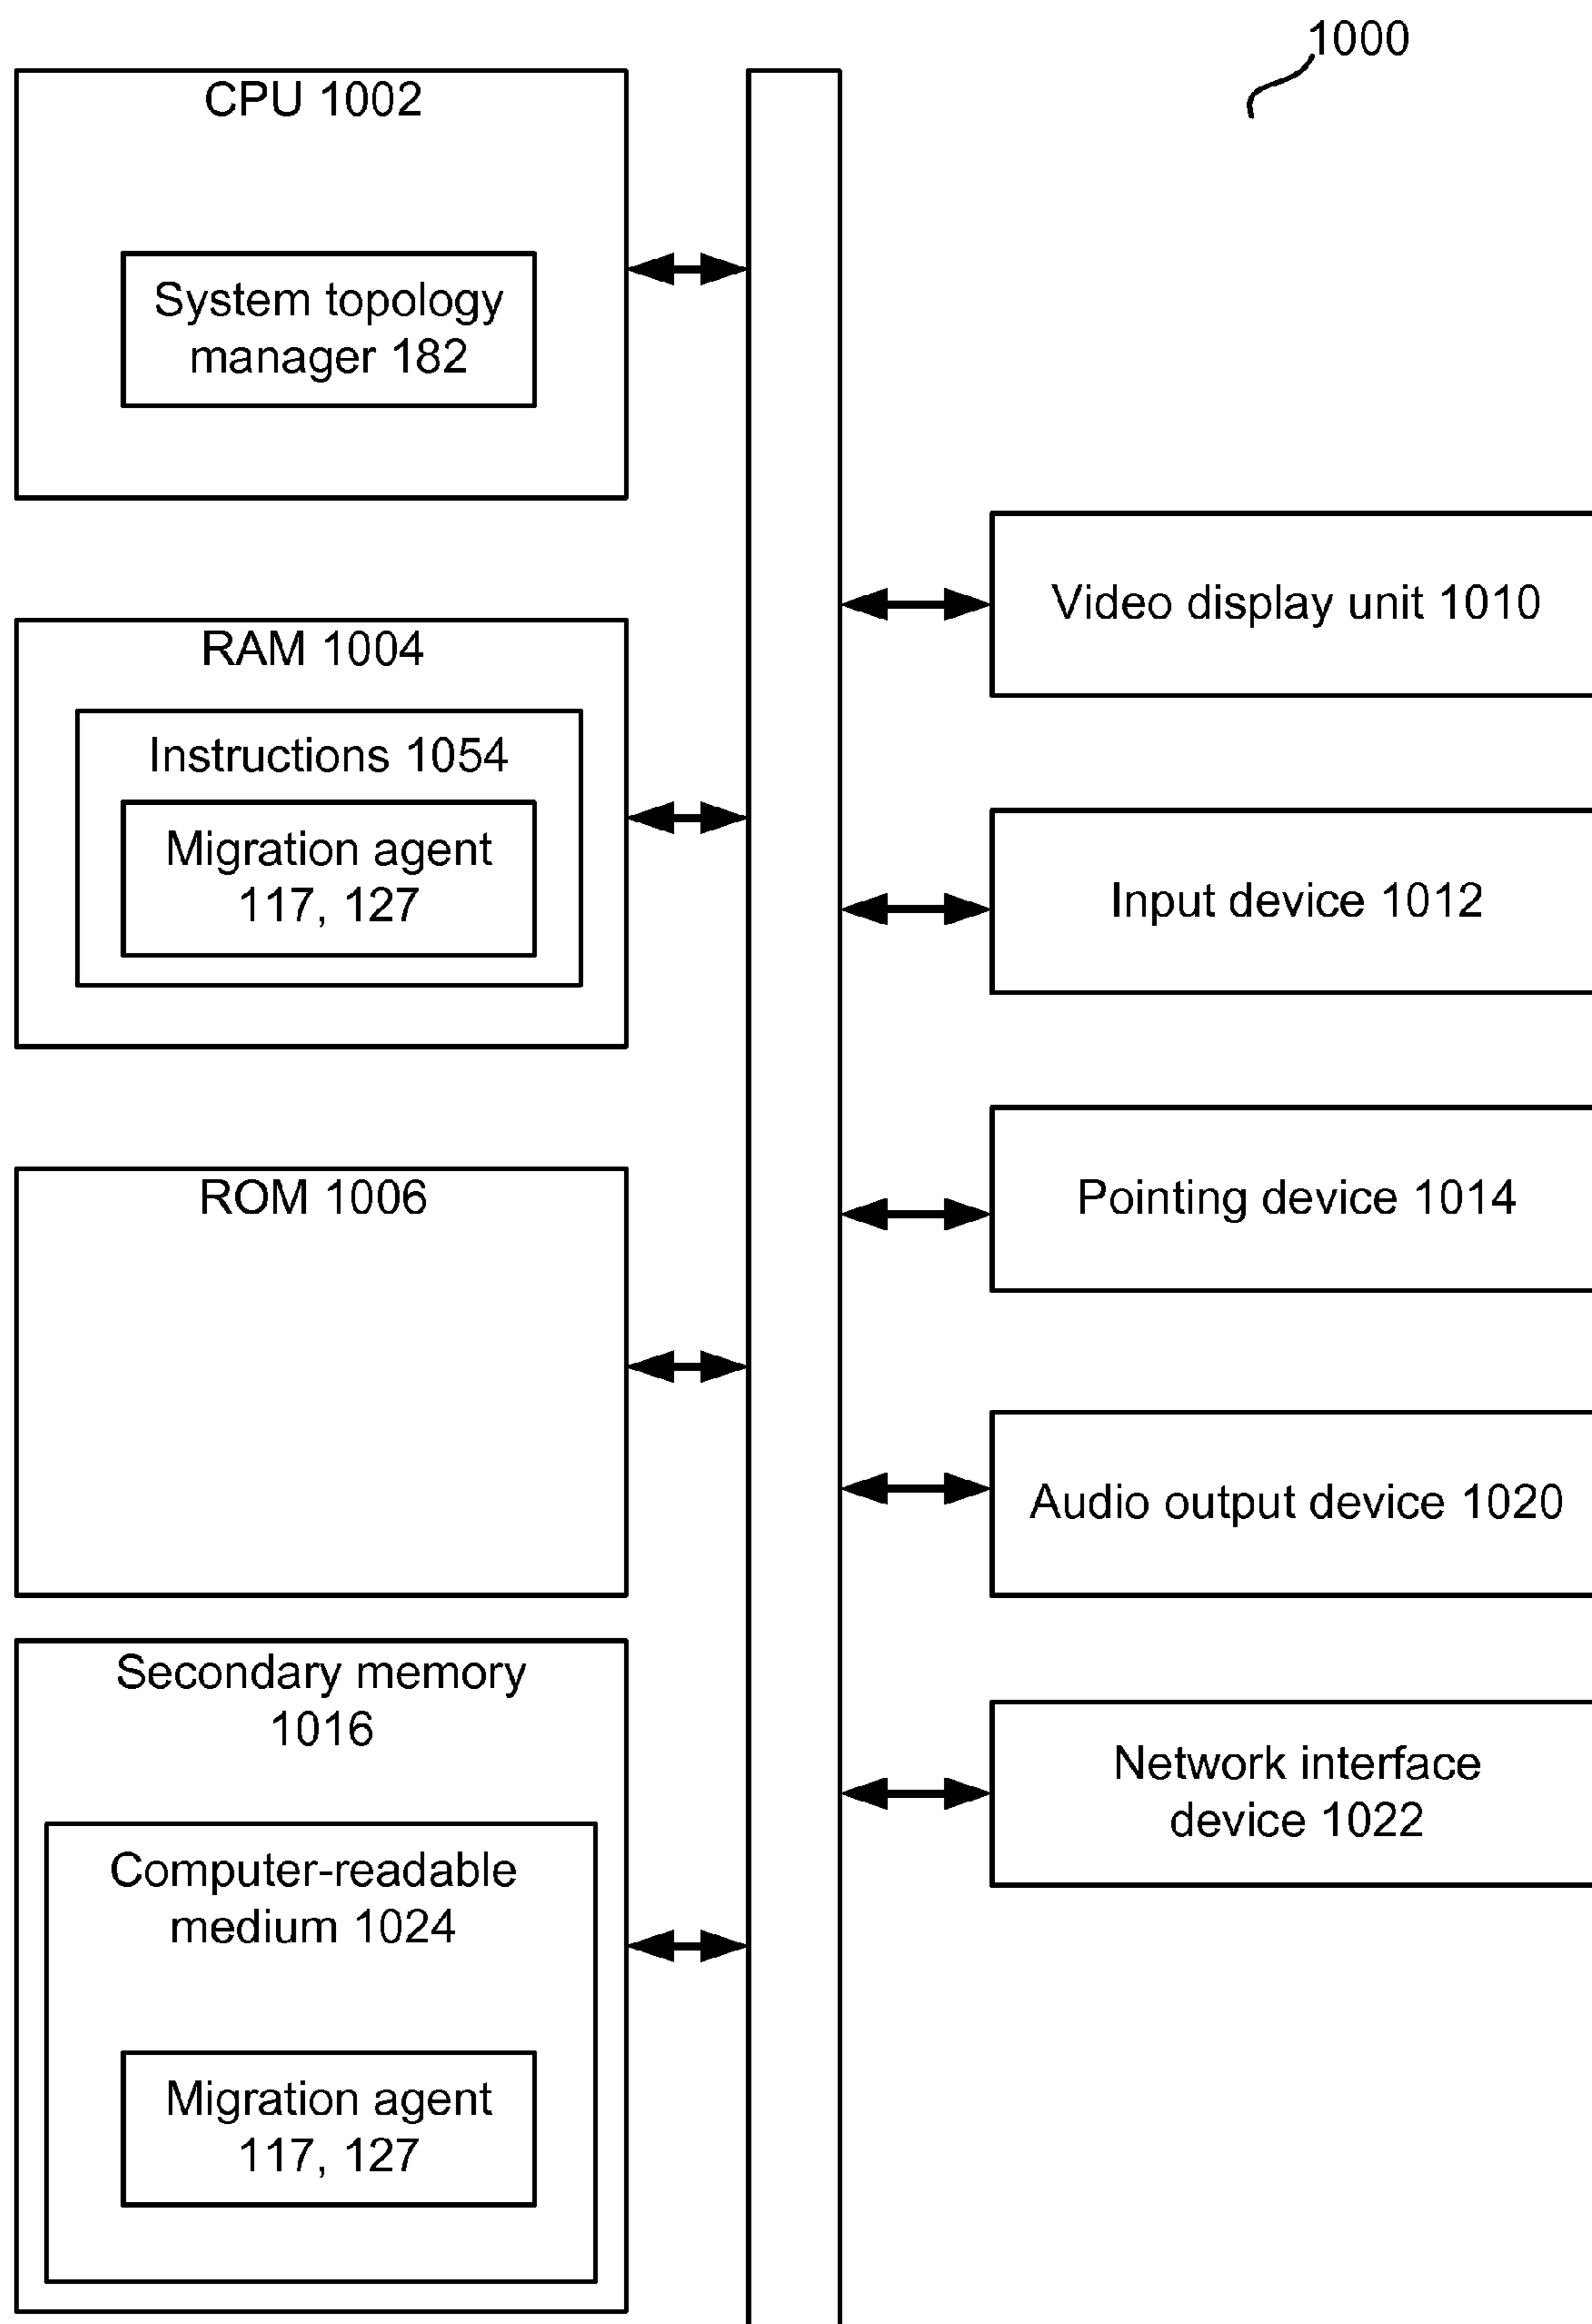 1000
CPU 1002
System topology
manager 182
RAM 1004
Instructions 1054
Migration agent
117, 127
ROM 1006
Secondary memory
1016
Computer-readable
medium 1024
Migration agent
117, 127
Video display unit 1010
Input device 1012
Pointing device 1014
Audio output device 1020
Network interface
device 1022